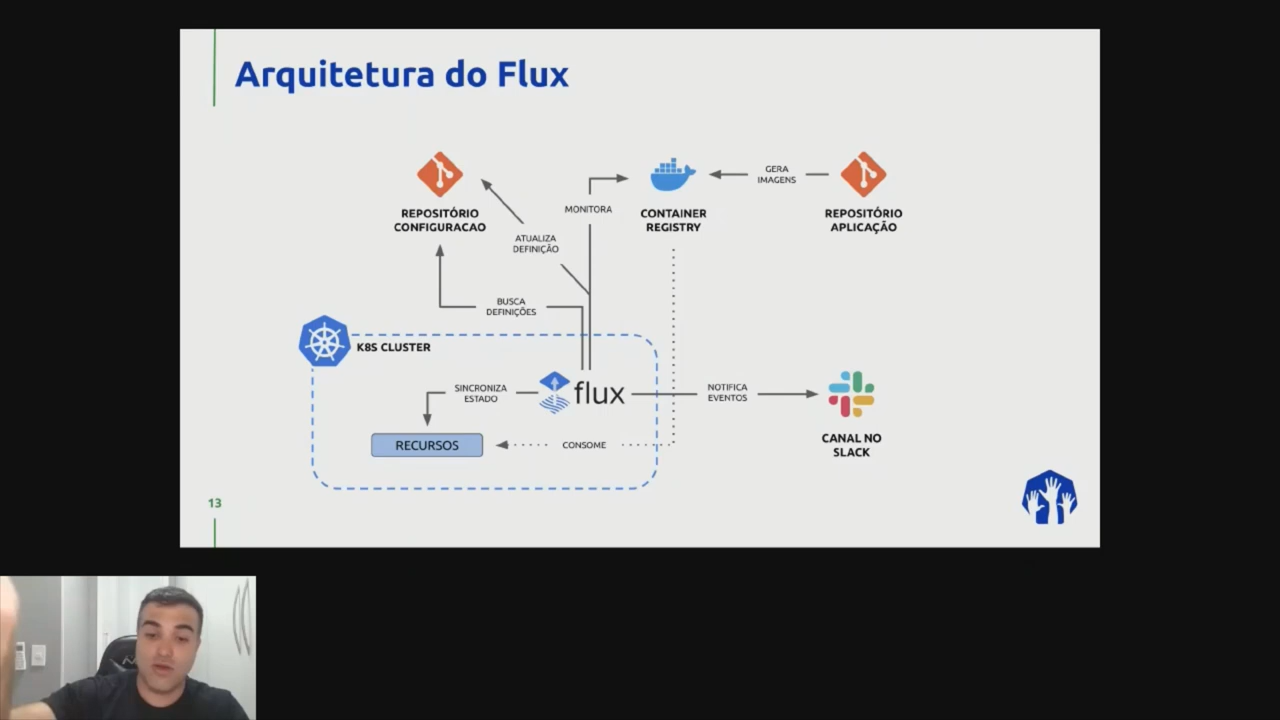 Arquitetura do Flux
REPOSITÓRIO
CONFIGURACAO
ATUALIZA
DEFINIÇÃO
MONITORA
CONTAINER
REGISTRY
GERA
IMAGENS
REPOSITÓRIO
APLICAÇÃO
BUSCA
DEFINIÇÕES
K8S CLUSTER
SINCRONIZA
ESTADO
flux
NOTIFICA
EVENTOS
RECURSOS
CONSOME
CANAL NO
SLACK
13